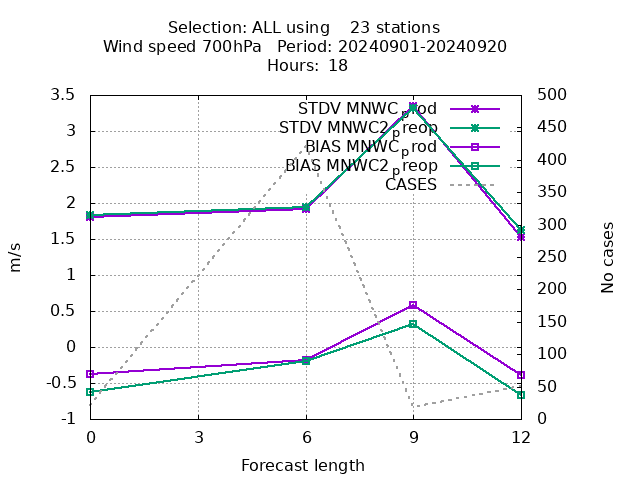 Selection: ALL using    23 stations
Wind speed 700hPa   Period: 20240901-20240920
Hours:  18
STDV MNWC_prod
STDV MNWC2_preop
BIAS MNWC_prod
BIAS MNWC2_preop
CASES
3.5
3
2.5
2
1.5
1
0.5
0
-0.5
-1
m/s
500
450
400
350
300
250
200
150
100
50
0
No cases
0 3 6 9 12
Forecast length